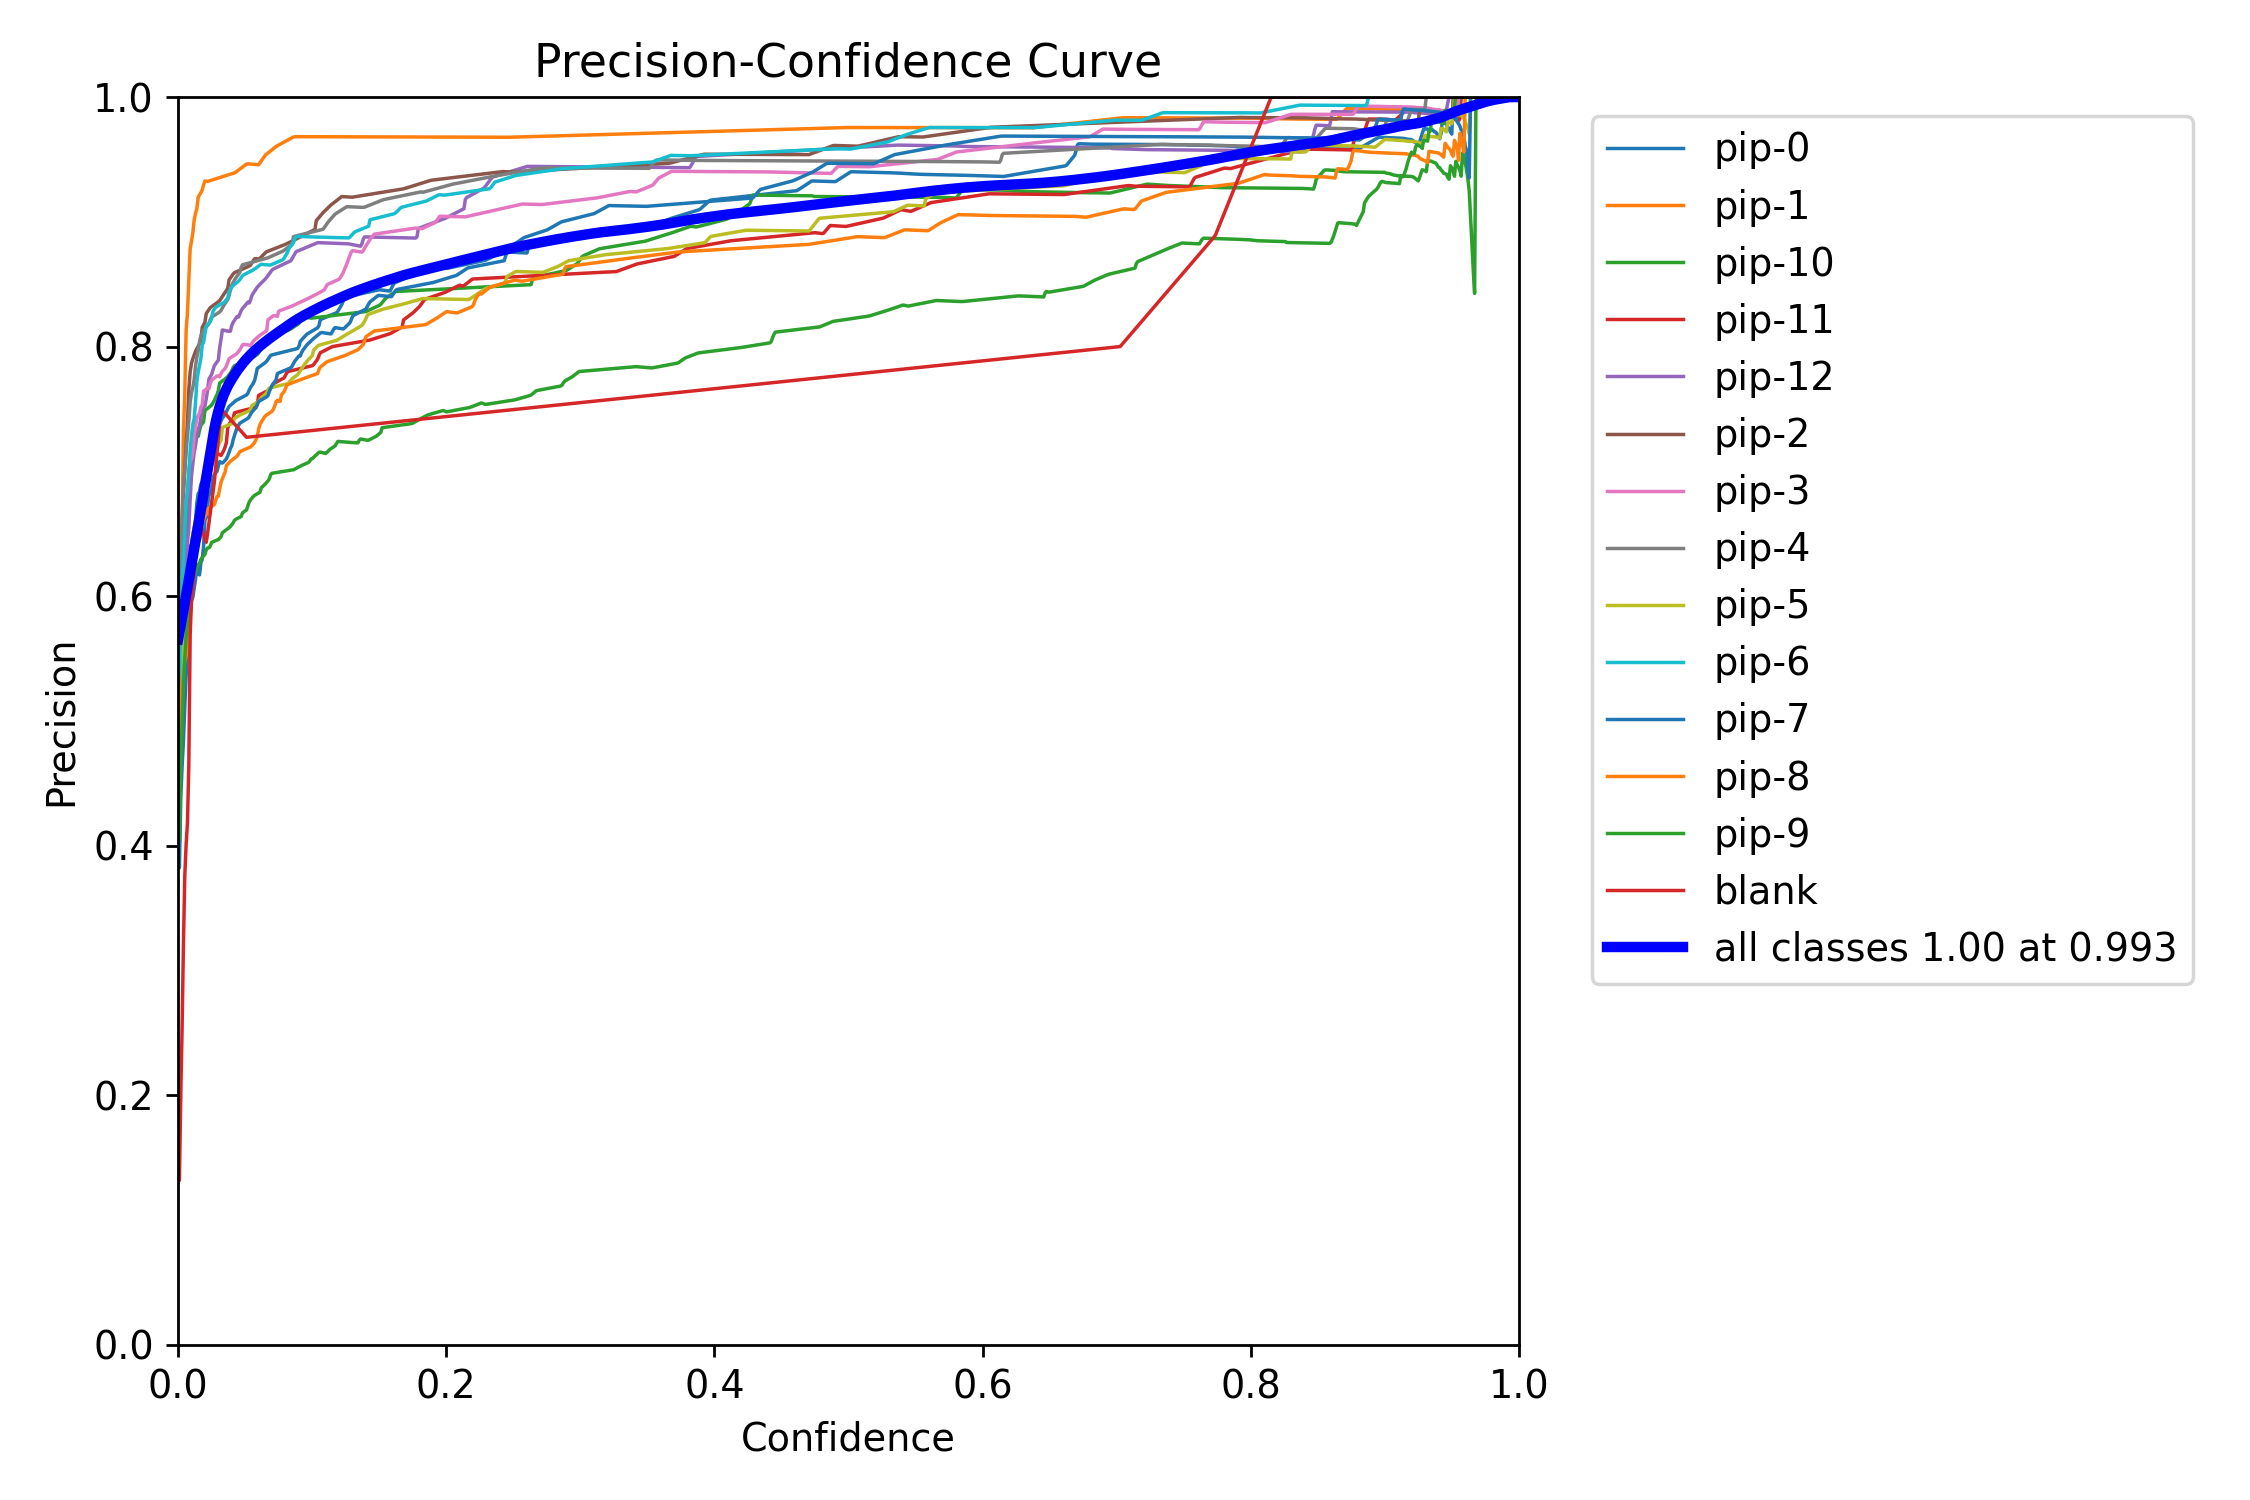 Precision-Confidence Curve
1.0
0.8
0.6
0.4
0.2
0.0
Precision
0.0 0.2 0.4 0.6 0.8 1.0
Confidence
pip-0
pip-1
pip-10
pip-11
pip-12
pip-2
pip-3
pip-4
pip-5
pip-6
pip-7
pip-8
pip-9
blank
all classes 1.00 at 0.993